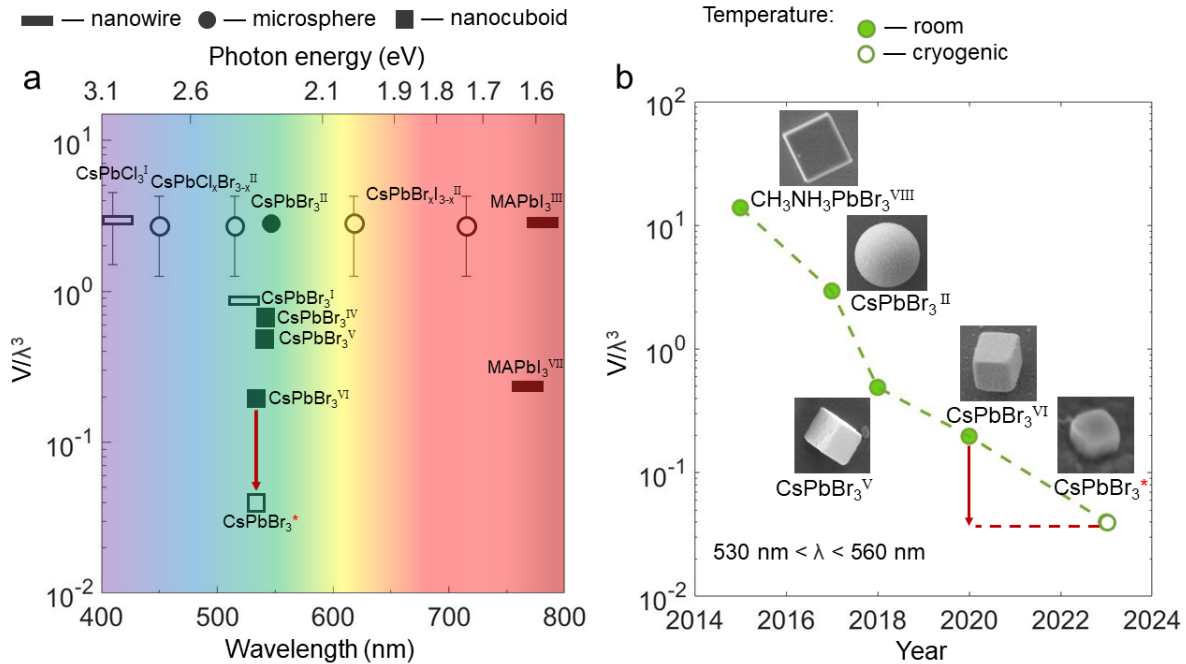 — nanowire — microsphere — nanocuboid
Photon energy (eV)
a
3.1 2.6 2.1 1.9 1.8 1.7 1.6
10¹
10⁰
10⁻¹
10⁻²
V/λ³
CsPbCl₃ᴵ
CsPbClₓBr₃₋ₓᴵᴵ
CsPbBr₃ᴵᴵ
CsPbBrₓI₃₋ₓᴵᴵ
MAPbI₃ᴵᴵᴵ
CsPbBr₃ᴵ
CsPbBr₃ᴵⱽ
CsPbBr₃ⱽ
MAPbI₃ⱽᴵᴵ
CsPbBr₃ⱽᴵ
CsPbBr₃*
400 500 600 700 800
Wavelength (nm)
Temperature:
— room
— cryogenic
b
10²
10¹
10⁰
10⁻¹
10⁻²
V/λ³
CH₃NH₃PbBr₃ⱽᴵᴵᴵ
CsPbBr₃ᴵᴵ
CsPbBr₃ⱽᴵ
CsPbBr₃ⱽ
CsPbBr₃*
530 nm < λ < 560 nm
2014 2016 2018 2020 2022 2024
Year